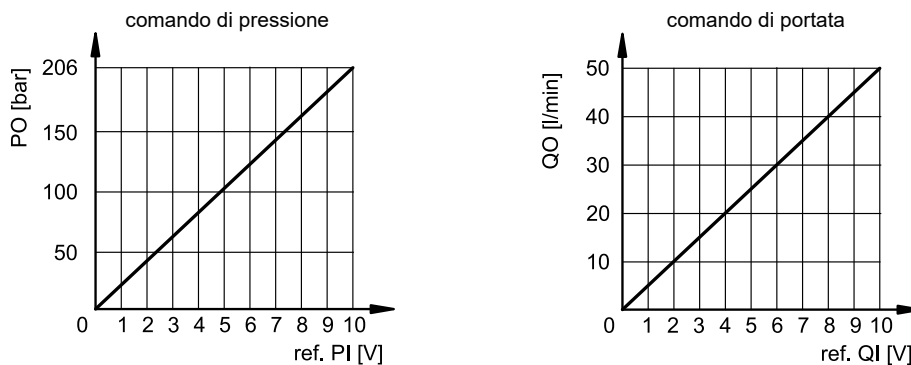 comando di pressione
PO [bar]
206
150
100
50
0 1 2 3 4 5 6 7 8 9 10
ref. PI [V]
comando di portata
QO [l/min]
50
40
30
20
10
0 1 2 3 4 5 6 7 8 9 10
ref. QI [V]